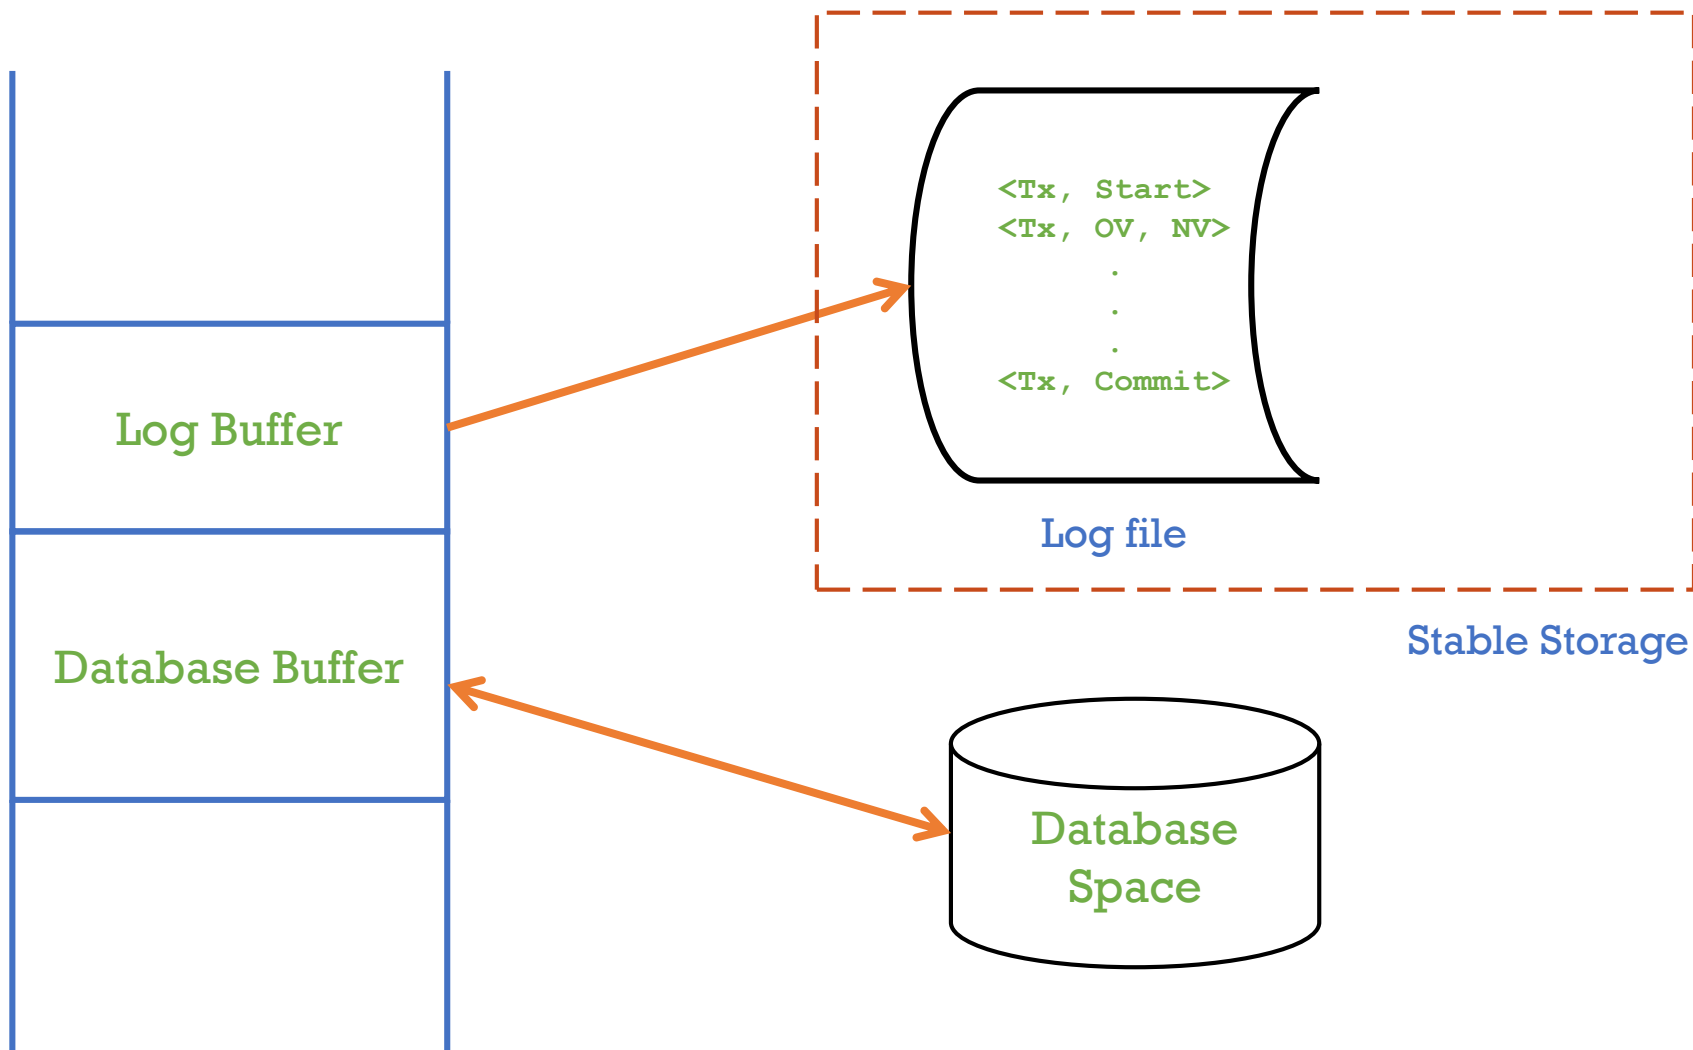 <Tx, Start>
<Tx, OV, NV>
.
.
.
<Tx, Commit>
Log Buffer
Log file
Stable Storage
Database Buffer
Database
Space